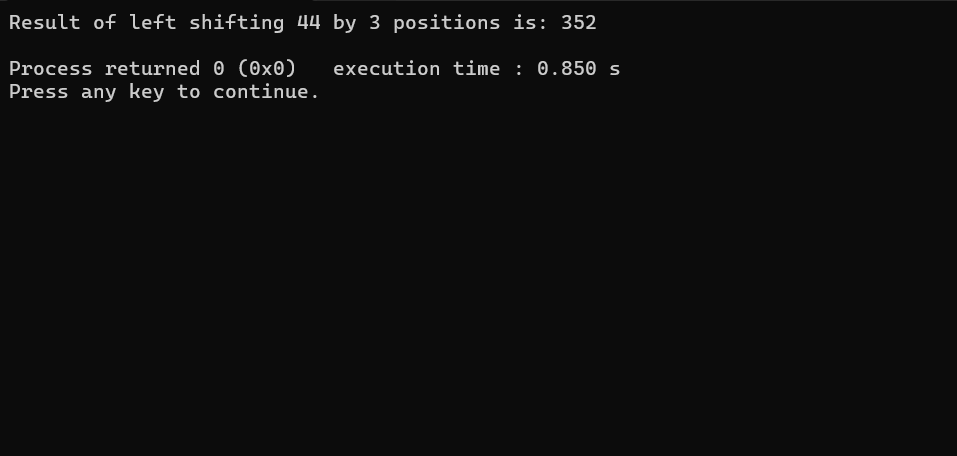 Result of left shifting 44 by 3 positions is: 352
Process returned 0 (0x0)   execution time : 0.850 s
Press any key to continue.